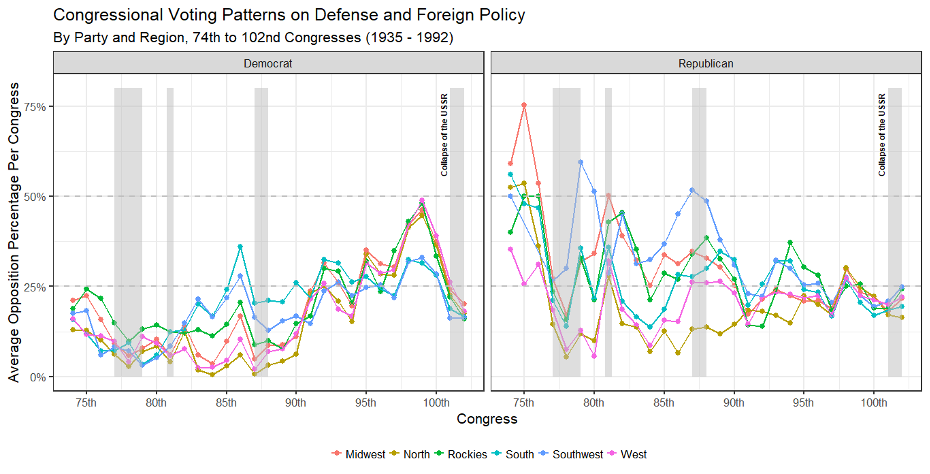 Congressional Voting Patterns on Defense and Foreign Policy
By Party and Region, 74th to 102nd Congresses (1935 - 1992)
Democrat
Republican
Average Opposition Percentage Per Congress
75%
50%
25%
0%
Collapse of the USSR
Collapse of the USSR
75th 80th 85th 90th 95th 100th
75th 80th 85th 90th 95th 100th
Congress
Midwest North Rockies South Southwest West